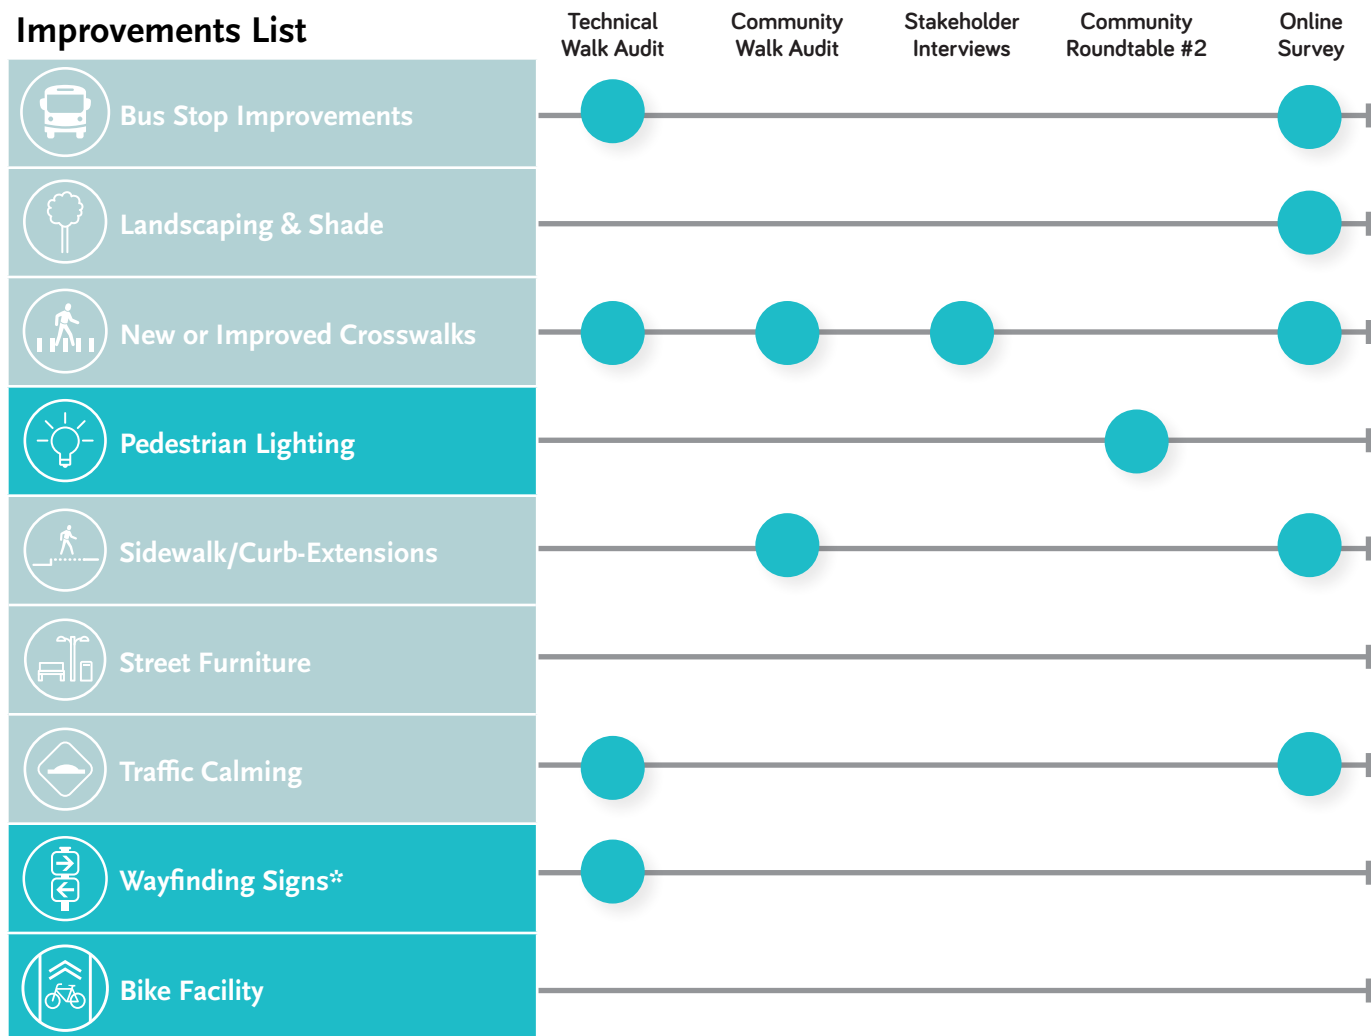 Improvements List
Technical
Walk Audit
Community
Walk Audit
Stakeholder
Interviews
Community
Roundtable #2
Online
Survey
Bus Stop Improvements
Landscaping & Shade
New or Improved Crosswalks
Pedestrian Lighting
Sidewalk/Curb-Extensions
Street Furniture
Traffic Calming
Wayfinding Signs*
Bike Facility